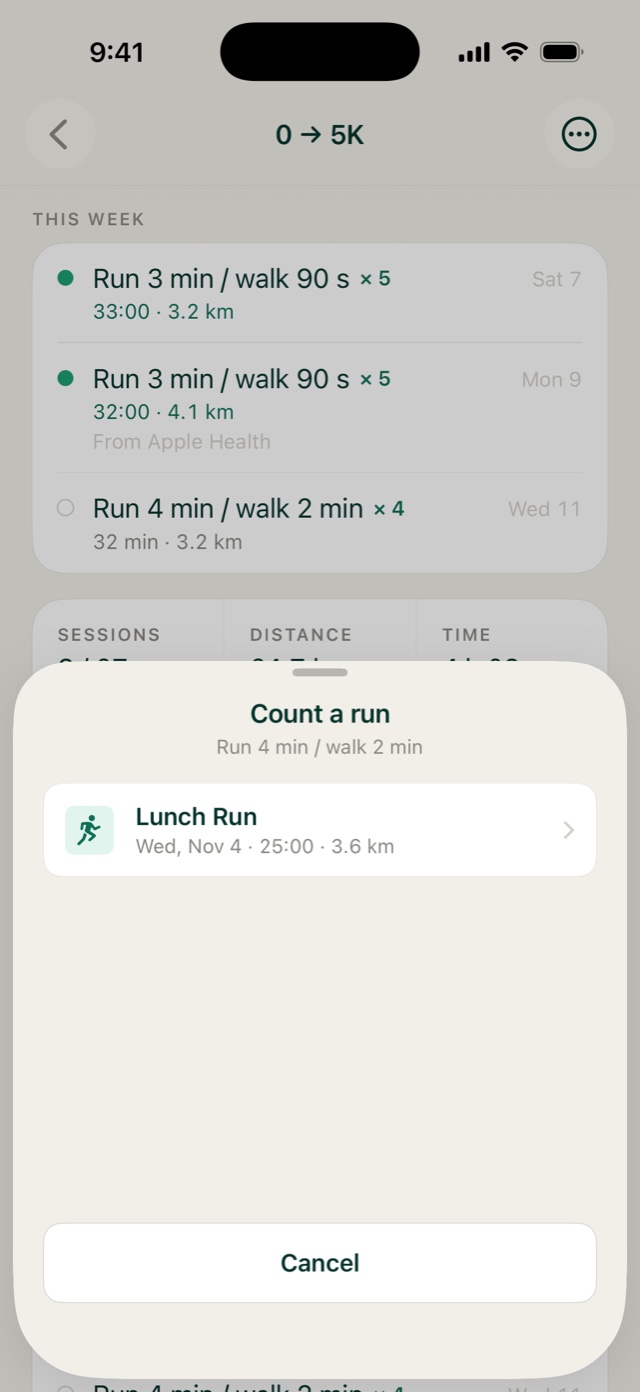 9:41
0 → 5K
THIS WEEK
Run 3 min / walk 90 s × 5
Sat 7
33:00 · 3.2 km
Run 3 min / walk 90 s × 5
Mon 9
32:00 · 4.1 km
From Apple Health
Run 4 min / walk 2 min × 4
Wed 11
32 min · 3.2 km
SESSIONS
DISTANCE
TIME
Count a run
Run 4 min / walk 2 min
Lunch Run
Wed, Nov 4 · 25:00 · 3.6 km
Cancel